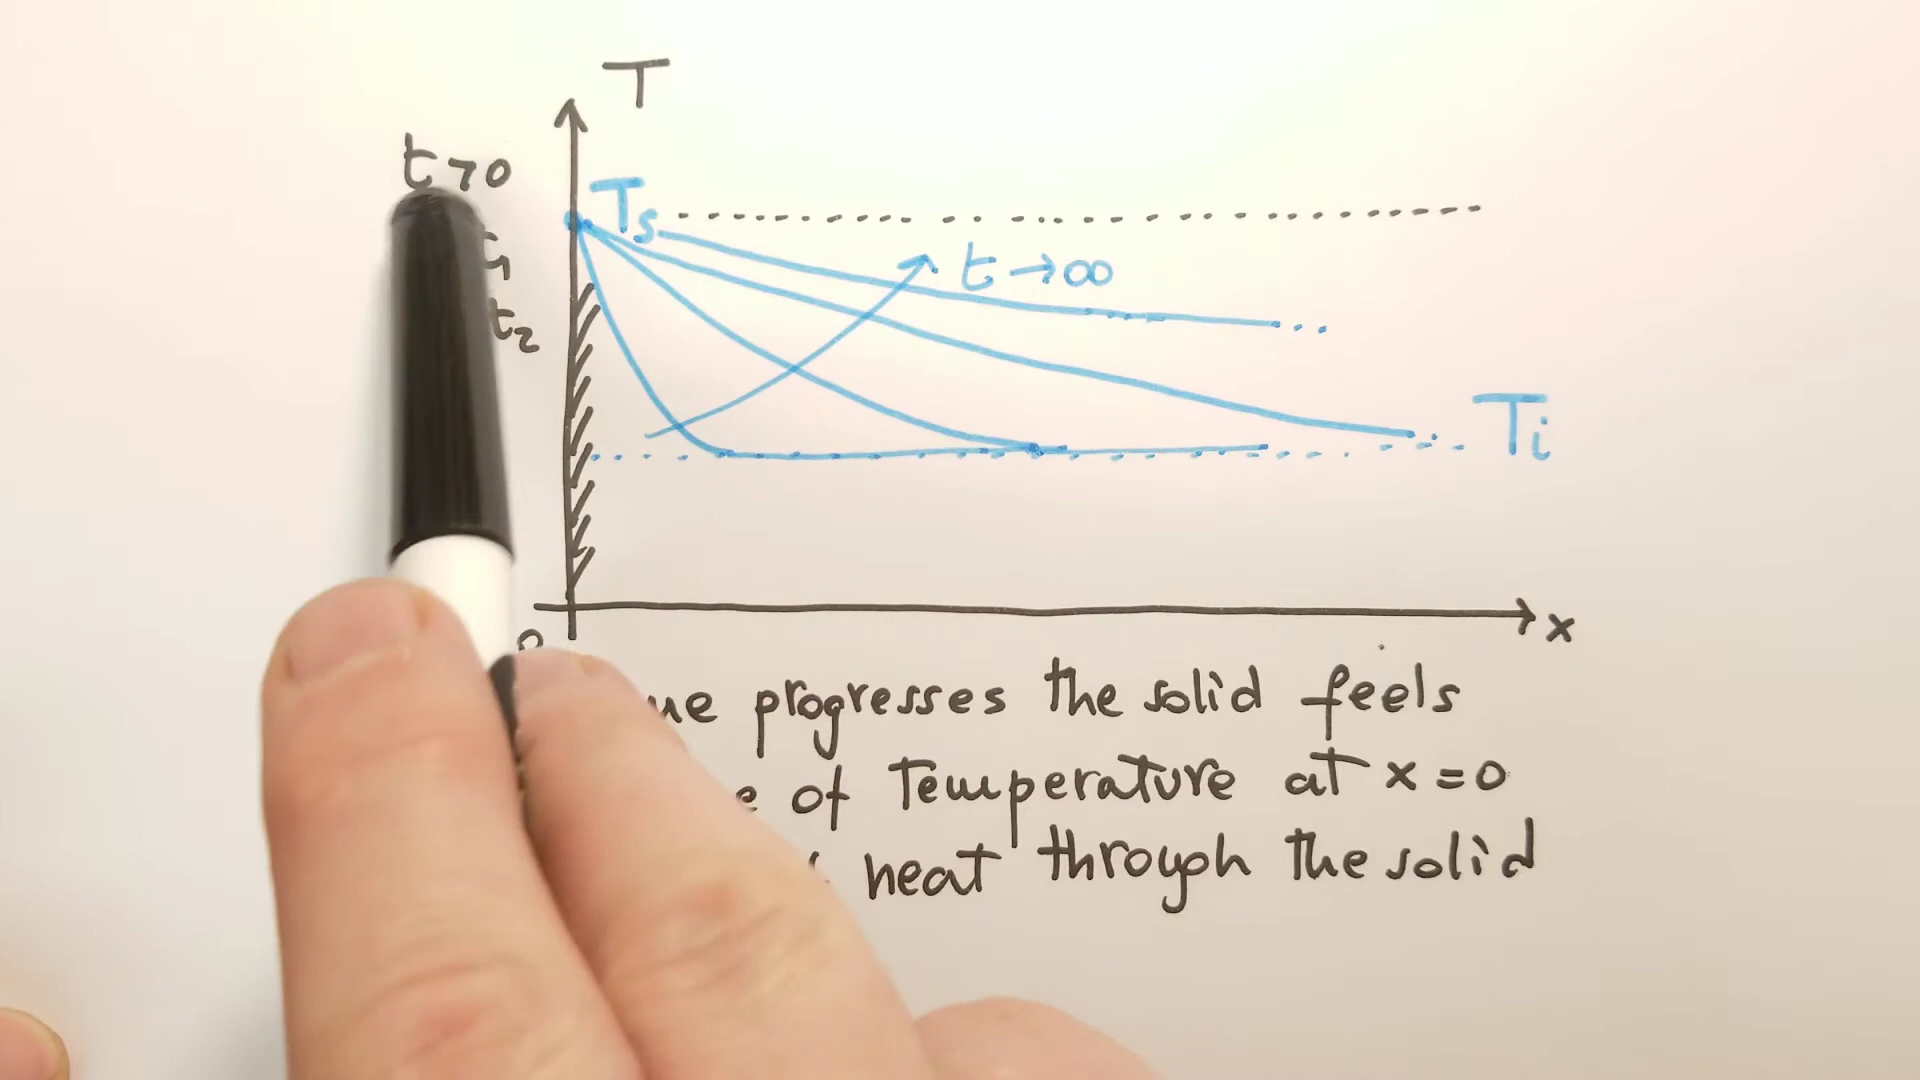 T
t>0
Ts
t→∞
t2
Ti
x
progresses the solid feels
of Temperature at x=0
heat through the solid